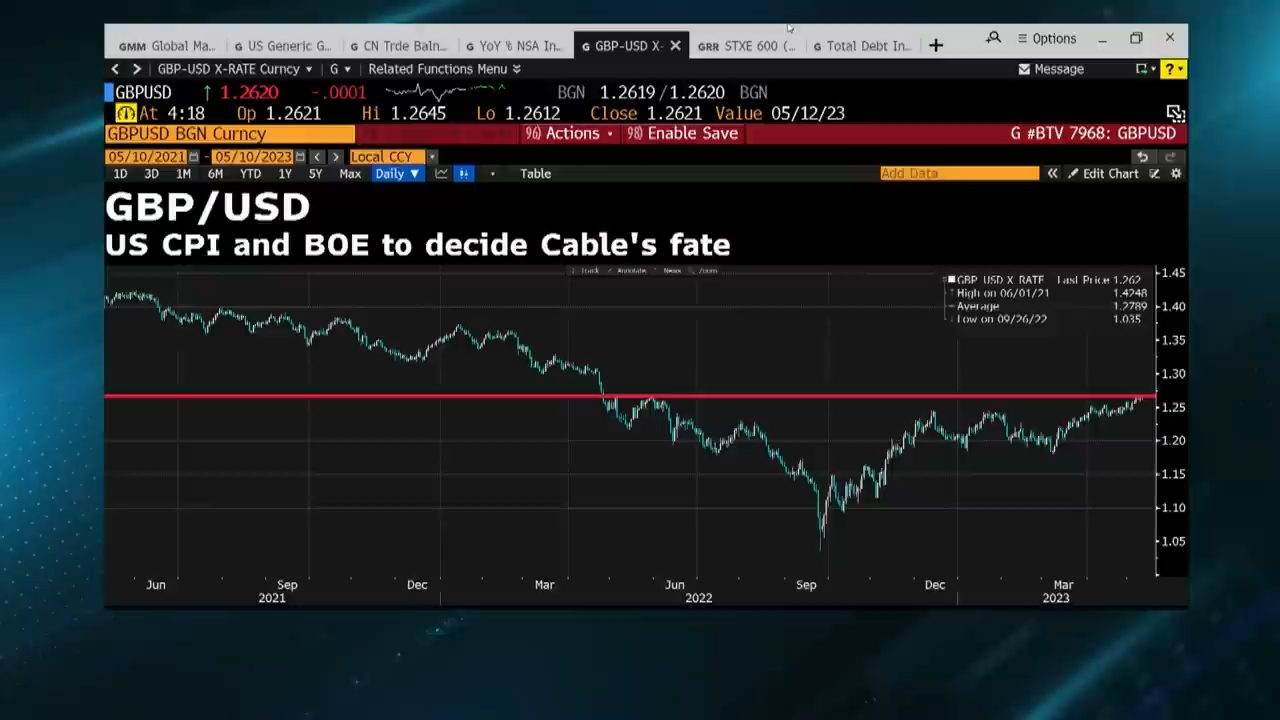 GMM Global Ma... G US Generic G... G CN Trde Baln... G YoY % NSA In... G GBP-USD X- GRR STXE 600 (... G Total Debt In... Options
GBP-USD X-RATE Curncy G Related Functions Menu Message ?
GBPUSD ↑ 1.2620 -.0001 BGN 1.2619 / 1.2620 BGN
At 4:18 Op 1.2621 Hi 1.2645 Lo 1.2612 Close 1.2621 Value 05/12/23
GBPUSD BGN Curncy 96) Actions 98) Enable Save G #BTV 7968: GBPUSD
05/10/2021 - 05/10/2023 Local CCY
1D 3D 1M 6M YTD 1Y 5Y Max Daily ▼ Table Add Data « Edit Chart
GBP/USD
US CPI and BOE to decide Cable's fate
Track Annotate News Zoom
GBP-USD X-RATE Last Price 1.262
High on 06/01/21 1.4248
Average 1.2789
Low on 09/26/22 1.035
1.45
1.40
1.35
1.30
1.25
1.20
1.15
1.10
1.05
Jun Sep Dec Mar Jun Sep Dec Mar
2021 2022 2023